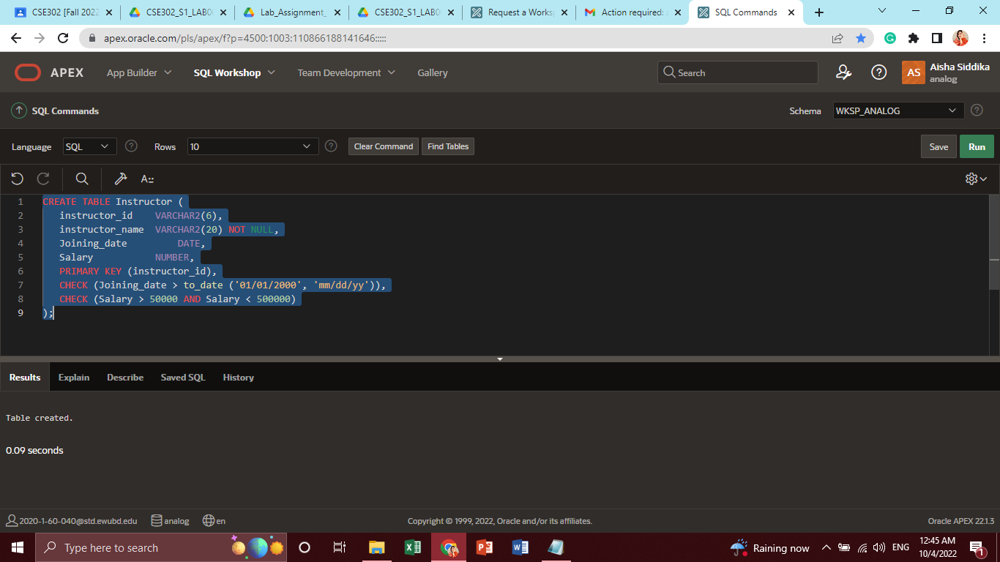 CSE302 [Fall 2022
CSE302_S1_LAB0
Lab_Assignment_
CSE302_S1_LAB0
Request a Works
Action required:
SQL Commands
apex.oracle.com/pls/apex/f?p=4500:1003:110866188141646:::::
APEX
App Builder
SQL Workshop
Team Development
Gallery
Search
AS
Aisha Siddika
analog
SQL Commands
Schema
WKSP_ANALOG
Language
SQL
Rows
10
Clear Command
Find Tables
Save
Run
A::
1 CREATE TABLE Instructor (
2 instructor_id VARCHAR2(6),
3 instructor_name VARCHAR2(20) NOT NULL,
4 Joining_date DATE,
5 Salary NUMBER,
6 PRIMARY KEY (instructor_id),
7 CHECK (Joining_date > to_date ('01/01/2000', 'mm/dd/yy')),
8 CHECK (Salary > 50000 AND Salary < 500000)
9 );
Results
Explain
Describe
Saved SQL
History
Table created.
0.09 seconds
2020-1-60-040@std.ewubd.edu
analog
en
Copyright © 1999, 2022, Oracle and/or its affiliates.
Oracle APEX 22.1.3
Type here to search
Raining now
ENG
12:45 AM
10/4/2022
1